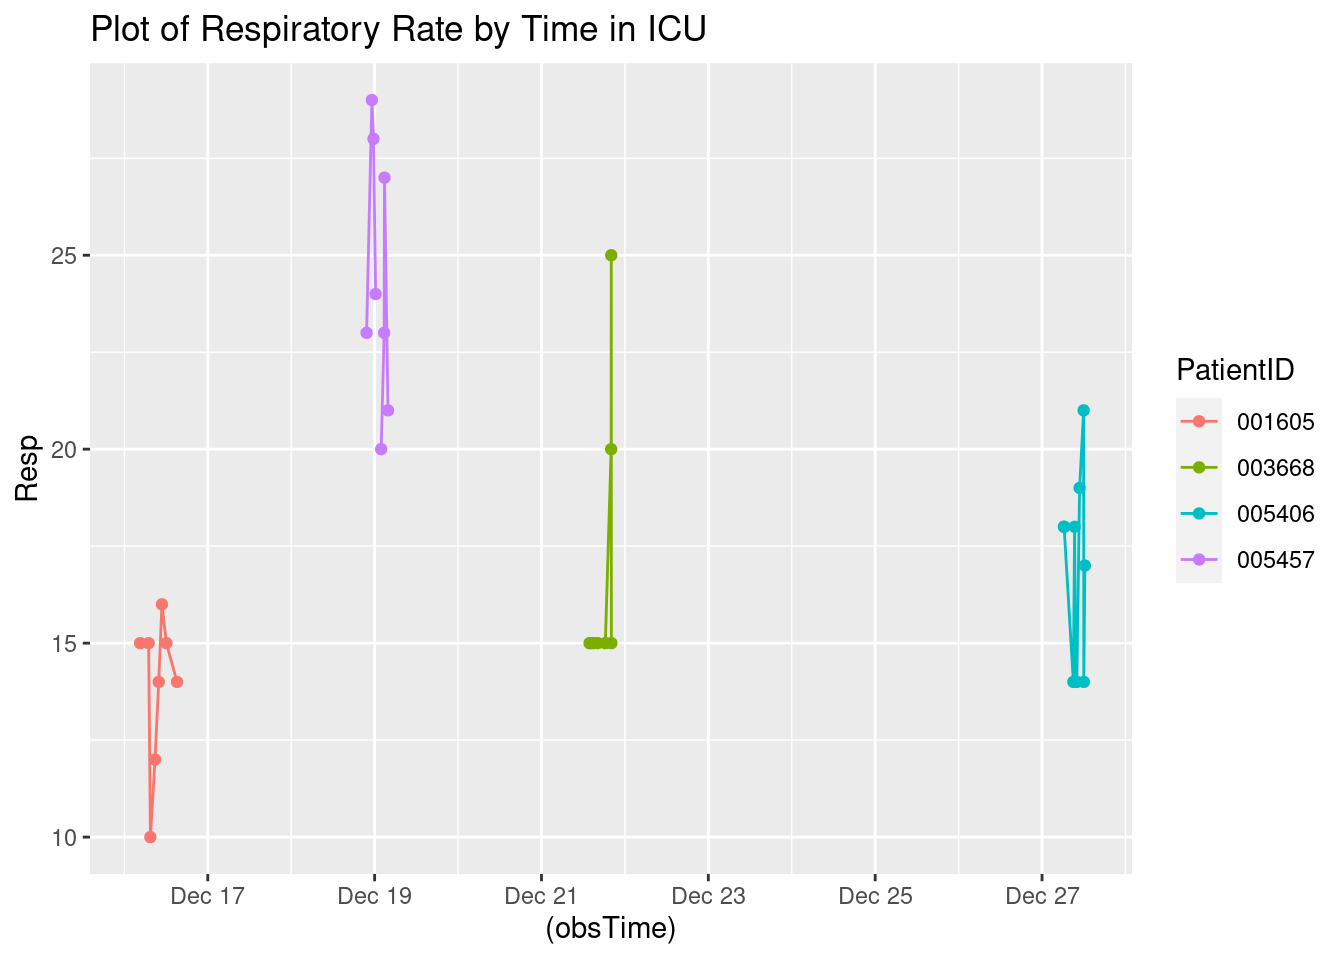 Plot of Respiratory Rate by Time in ICU
Resp
25
20
15
10
Dec 17 Dec 19 Dec 21 Dec 23 Dec 25 Dec 27
(obsTime)
PatientID
001605
003668
005406
005457